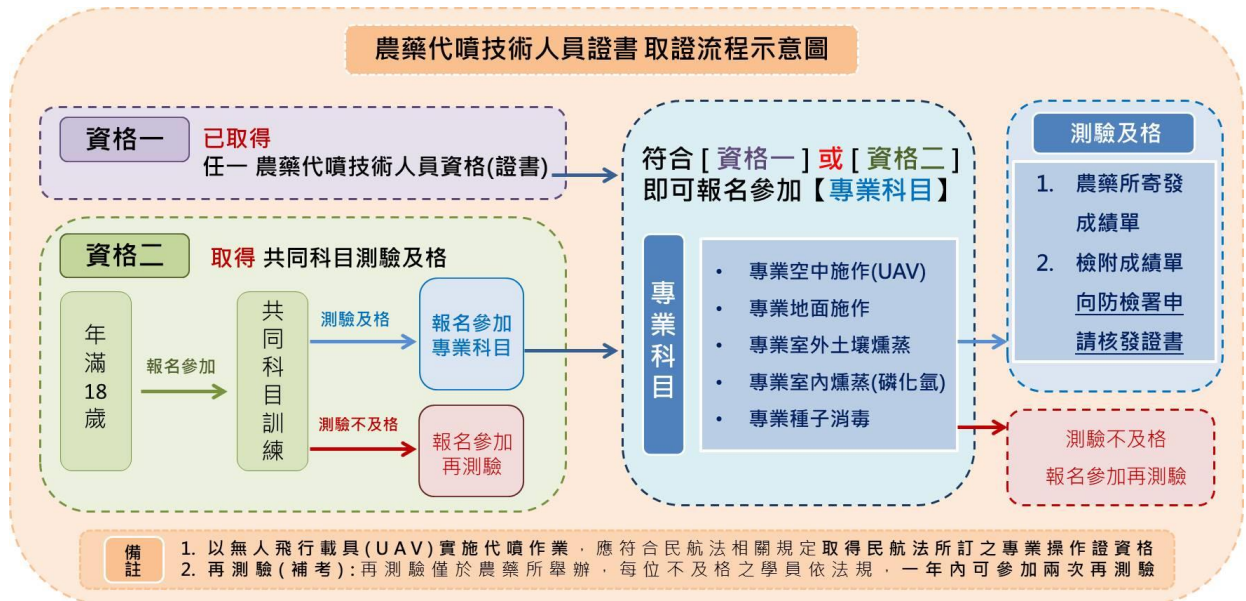 農藥代噴技術人員證書 取證流程示意圖
資格一
已取得
任一 農藥代噴技術人員資格(證書)
資格二
取得 共同科目測驗及格
年滿18歲
報名參加
共同科目訓練
測驗及格
報名參加
專業科目
測驗不及格
報名參加
再測驗
符合[資格一]或[資格二]
即可報名參加【專業科目】
專業科目
• 專業空中施作(UAV)
• 專業地面施作
• 專業室外土壤燻蒸
• 專業室內燻蒸(磷化氫)
• 專業種子消毒
測驗及格
1. 農藥所寄發
成績單
2. 檢附成績單
向防檢署申
請核發證書
測驗不及格
報名參加再測驗
備註
1. 以無人飛行載具(UAV)實施代噴作業，應符合民航法相關規定取得民航法所訂之專業操作證資格
2. 再測驗(補考):再測驗僅於農藥所舉辦，每位不及格之學員依法規，一年內可參加兩次再測驗